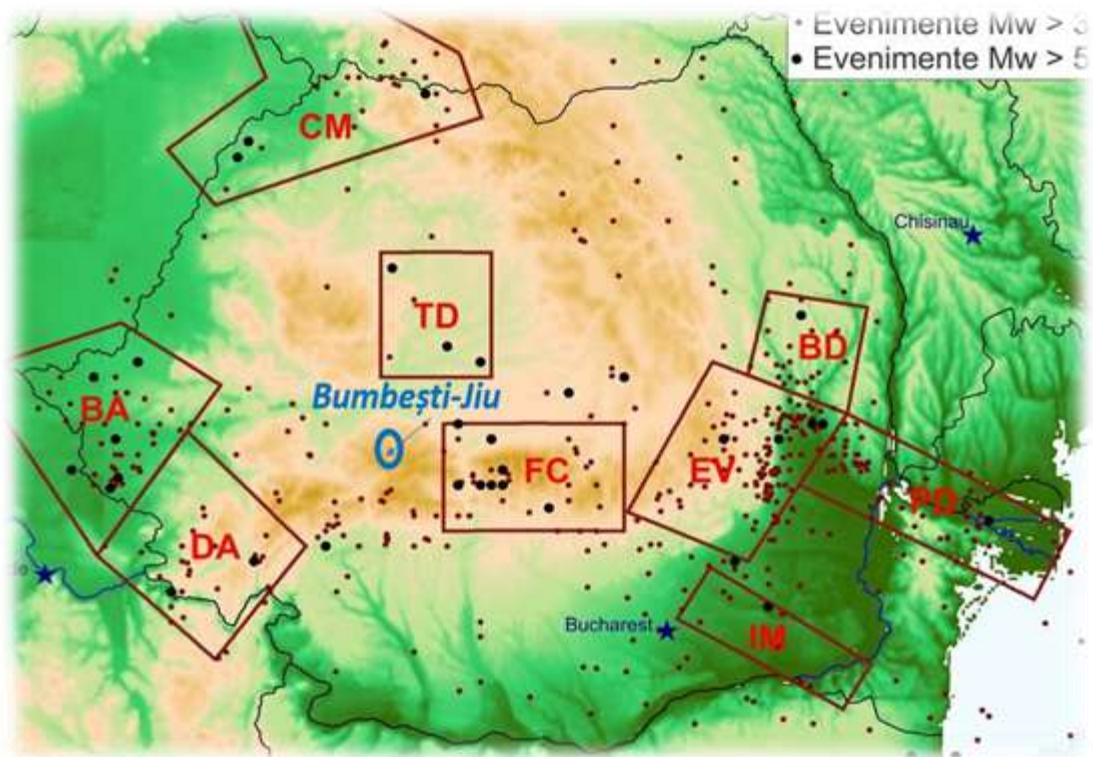 • Evenimente Mw > 3
• Evenimente Mw > 5
CM
Chisinau
TD
BD
Bumbești-Jiu
BA
FC
EV
PD
DA
Bucharest
IM